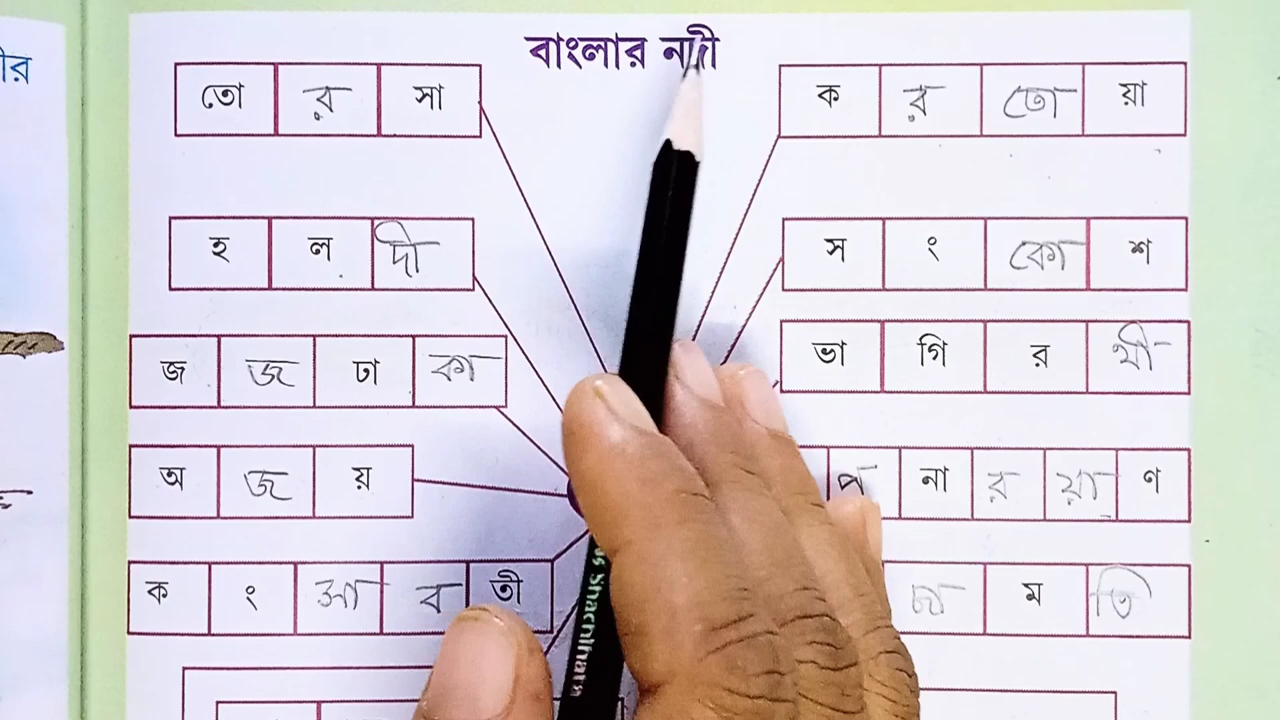 বাংলার নদী
তো র সা
ক র তো য়া
হ ল দী
স ং কো শ
জ ল ঢা কা
ভা গি র থী
অ জ য়
প না রা য় ণ
ক ং সা ব তী
ম তি